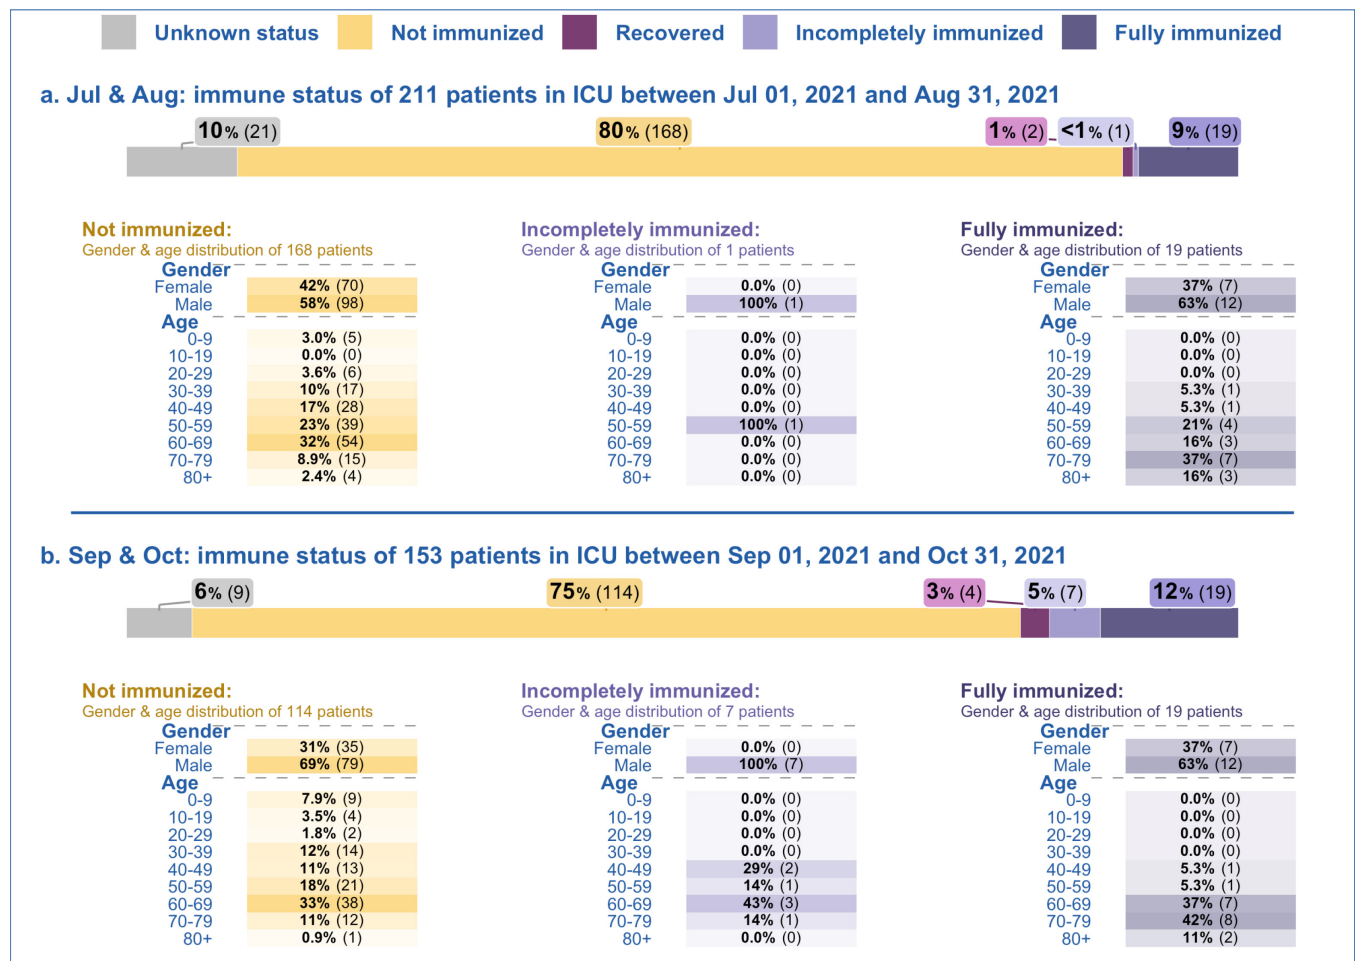 Unknown status Not immunized Recovered Incompletely immunized Fully immunized
a. Jul & Aug: immune status of 211 patients in ICU between Jul 01, 2021 and Aug 31, 2021
10% (21) 80% (168) 1% (2) <1% (1) 9% (19)
Not immunized: Incompletely immunized: Fully immunized:
Gender & age distribution of 168 patients Gender & age distribution of 1 patients Gender & age distribution of 19 patients
Gender Gender Gender
Female 42% (70) Female 0.0% (0) Female 37% (7)
Male 58% (98) Male 100% (1) Male 63% (12)
Age Age Age
0-9 3.0% (5) 0-9 0.0% (0) 0-9 0.0% (0)
10-19 0.0% (0) 10-19 0.0% (0) 10-19 0.0% (0)
20-29 3.6% (6) 20-29 0.0% (0) 20-29 0.0% (0)
30-39 10% (17) 30-39 0.0% (0) 30-39 5.3% (1)
40-49 17% (28) 40-49 0.0% (0) 40-49 5.3% (1)
50-59 23% (39) 50-59 100% (1) 50-59 21% (4)
60-69 32% (54) 60-69 0.0% (0) 60-69 16% (3)
70-79 8.9% (15) 70-79 0.0% (0) 70-79 37% (7)
80+ 2.4% (4) 80+ 0.0% (0) 80+ 16% (3)
b. Sep & Oct: immune status of 153 patients in ICU between Sep 01, 2021 and Oct 31, 2021
6% (9) 75% (114) 3% (4) 5% (7) 12% (19)
Not immunized: Incompletely immunized: Fully immunized:
Gender & age distribution of 114 patients Gender & age distribution of 7 patients Gender & age distribution of 19 patients
Gender Gender Gender
Female 31% (35) Female 0.0% (0) Female 37% (7)
Male 69% (79) Male 100% (7) Male 63% (12)
Age Age Age
0-9 7.9% (9) 0-9 0.0% (0) 0-9 0.0% (0)
10-19 3.5% (4) 10-19 0.0% (0) 10-19 0.0% (0)
20-29 1.8% (2) 20-29 0.0% (0) 20-29 0.0% (0)
30-39 12% (14) 30-39 0.0% (0) 30-39 0.0% (0)
40-49 11% (13) 40-49 29% (2) 40-49 5.3% (1)
50-59 18% (21) 50-59 14% (1) 50-59 5.3% (1)
60-69 33% (38) 60-69 43% (3) 60-69 37% (7)
70-79 11% (12) 70-79 14% (1) 70-79 42% (8)
80+ 0.9% (1) 80+ 0.0% (0) 80+ 11% (2)